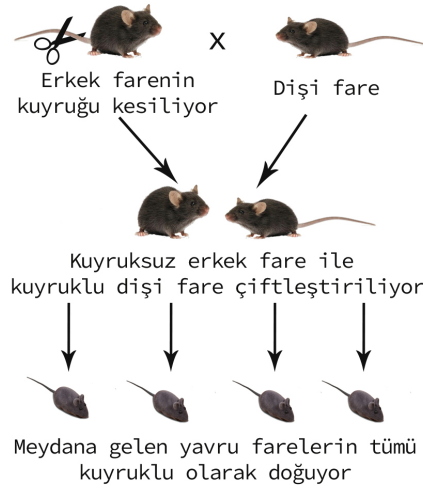 X
Erkek farenin
kuyruğu kesiliyor
Dişi fare
Kuyruksuz erkek fare ile
kuyruklu dişi fare çiftleştiriliyor
Meydana gelen yavru farelerin tümü
kuyruklu olarak doğuyor